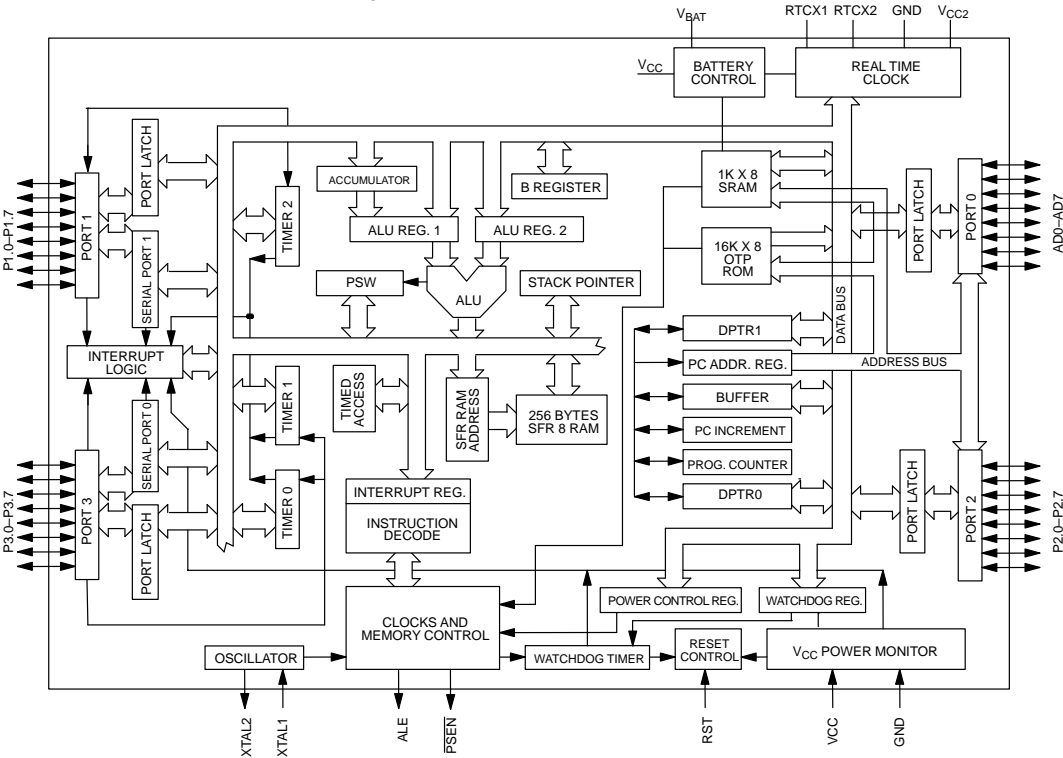 V_BAT
RTCX1 RTCX2 GND V_CC2
V_CC
BATTERY
CONTROL
REAL TIME
CLOCK
P1.0–P1.7
PORT 1
PORT LATCH
SERIAL PORT 1
TIMER 2
ACCUMULATOR
B REGISTER
1K X 8
SRAM
ALU REG. 1
ALU REG. 2
16K X 8
OTP
ROM
PORT LATCH
PORT 0
AD0–AD7
PSW
ALU
STACK POINTER
DATA BUS
INTERRUPT
LOGIC
DPTR1
PC ADDR. REG.
ADDRESS BUS
BUFFER
PC INCREMENT
PROG. COUNTER
DPTR0
TIMER 1
TIMED
ACCESS
SFR RAM
ADDRESS
256 BYTES
SFR 8 RAM
P3.0–P3.7
PORT 3
SERIAL PORT 0
PORT LATCH
TIMER 0
INTERRUPT REG.
INSTRUCTION
DECODE
PORT LATCH
PORT 2
P2.0–P2.7
CLOCKS AND
MEMORY CONTROL
POWER CONTROL REG.
WATCHDOG REG.
OSCILLATOR
WATCHDOG TIMER
RESET
CONTROL
V_CC POWER MONITOR
XTAL2
XTAL1
ALE
PSEN
RST
VCC
GND